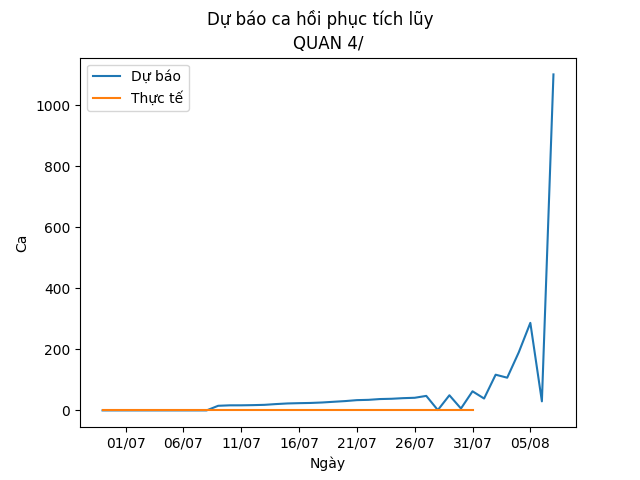 Dự báo ca hồi phục tích lũy
QUAN 4/
Dự báo
Thực tế
1000
800
600
400
200
0
Ca
01/07 06/07 11/07 16/07 21/07 26/07 31/07 05/08
Ngày